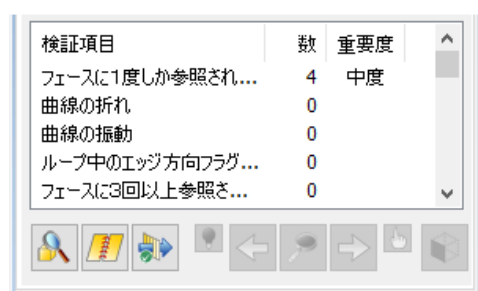 検証項目 数 重要度
フェースに1度しか参照され... 4 中度
曲線の折れ 0
曲線の振動 0
ループ中のエッジ方向フラグ... 0
フェースに3回以上参照さ... 0